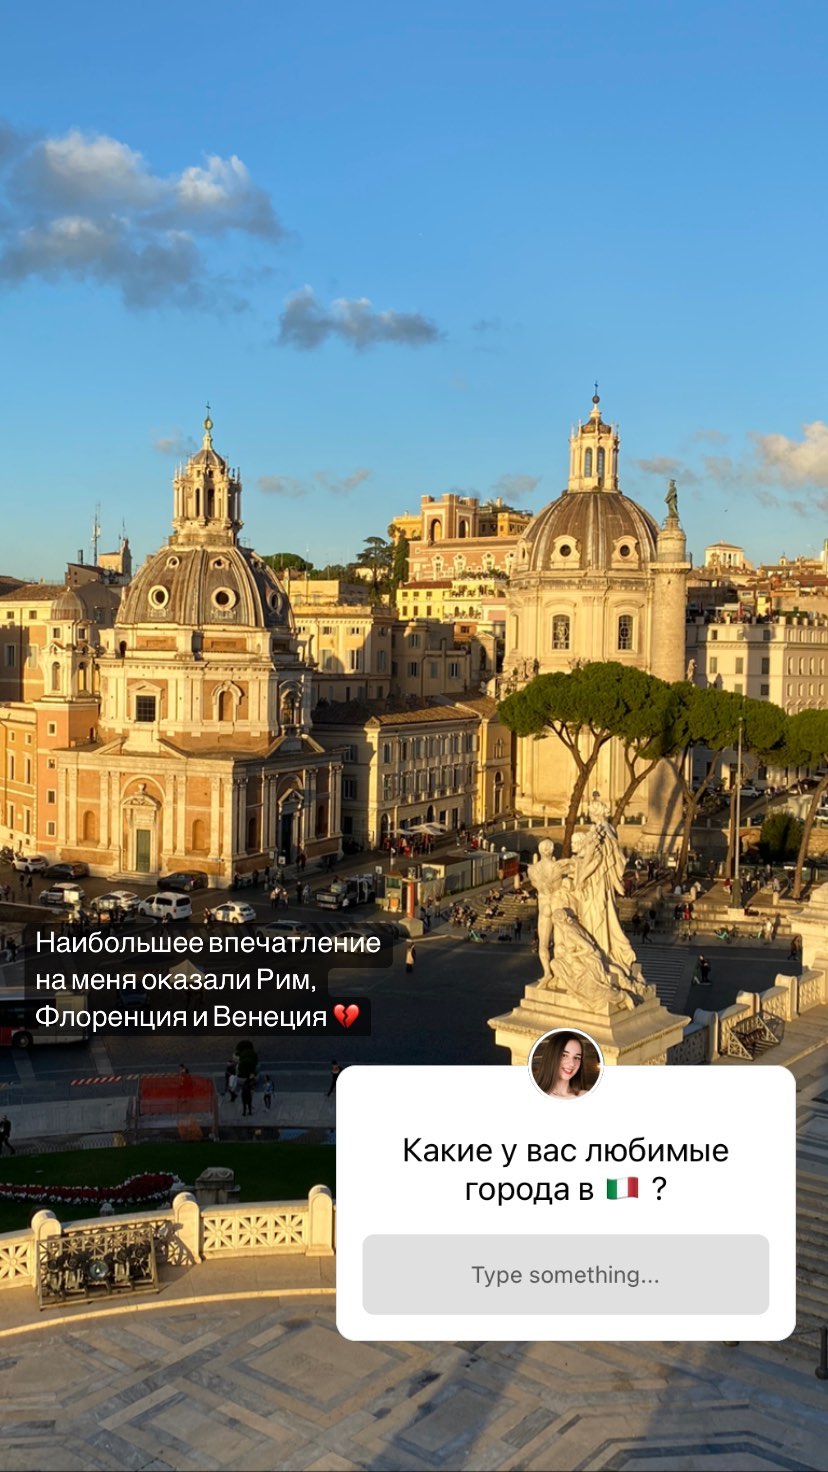 Наибольшее впечатление
на меня оказали Рим,
Флоренция и Венеция 💔
Какие у вас любимые
города в 🇮🇹 ?
Type something...